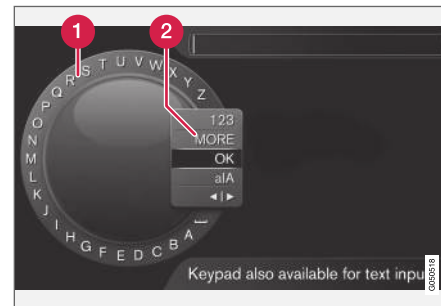 1
2
A B C D E F G H I J K L M N O P Q R S T U V W X Y Z
123
MORE
OK
a|A
◄|►
Keypad also available for text inpu
G050518